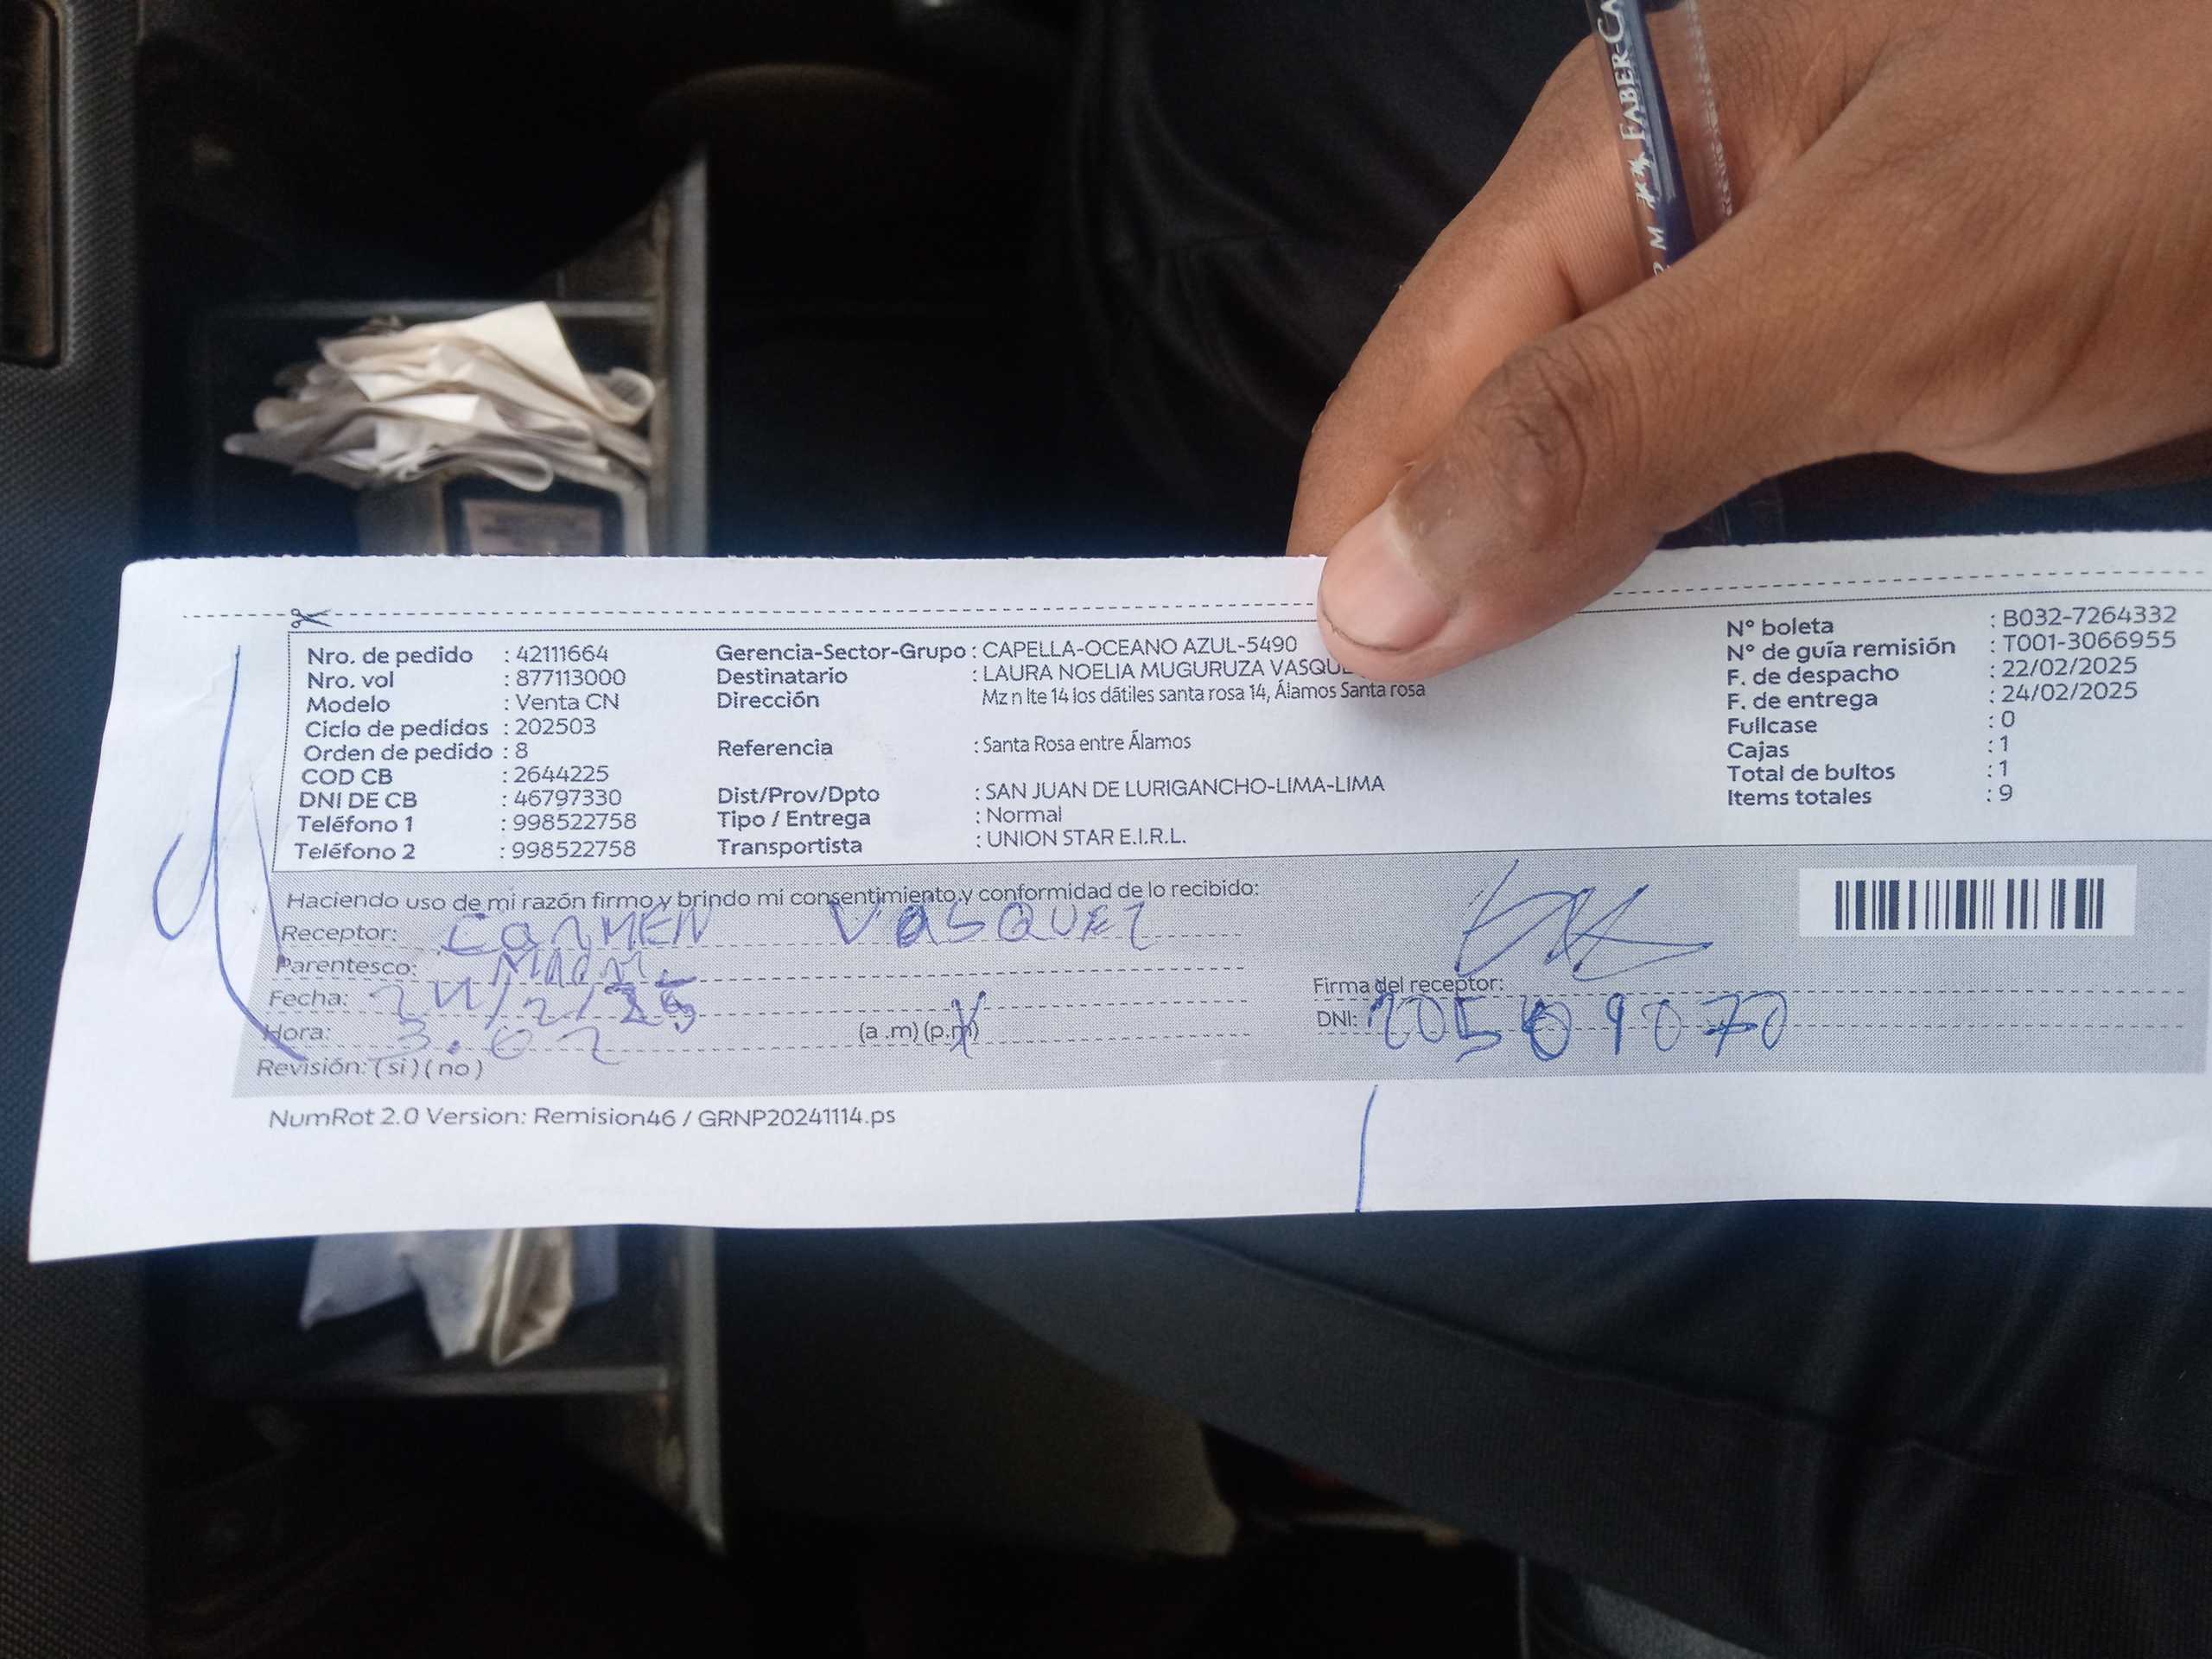 FABER-CA
Nro. de pedido : 42111664
Nro. vol : 877113000
Modelo : Venta CN
Ciclo de pedidos : 202503
Orden de pedido : 8
COD CB : 2644225
DNI DE CB : 46797330
Teléfono 1 : 998522758
Teléfono 2 : 998522758
Gerencia-Sector-Grupo : CAPELLA-OCEANO AZUL-5490
Destinatario : LAURA NOELIA MUGURUZA VASQU
Dirección Mz n lte 14 los dátiles santa rosa 14, Álamos Santa rosa
Referencia : Santa Rosa entre Álamos
Dist/Prov/Dpto : SAN JUAN DE LURIGANCHO-LIMA-LIMA
Tipo / Entrega : Normal
Transportista : UNION STAR E.I.R.L.
N° boleta : B032-7264332
N° de guía remisión : T001-3066955
F. de despacho : 22/02/2025
F. de entrega : 24/02/2025
Fullcase : 0
Cajas : 1
Total de bultos : 1
Items totales : 9
Haciendo uso de mi razón firmo y brindo mi consentimiento y conformidad de lo recibido:
Receptor: CARMEN VASQUEZ
Parentesco:
Fecha: 24/2/25
Hora: 3.02 (a .m) (p.m)
Revisión: ( si ) ( no )
Firma del receptor:
DNI:
NumRot 2.0 Version: Remision46 / GRNP20241114.ps